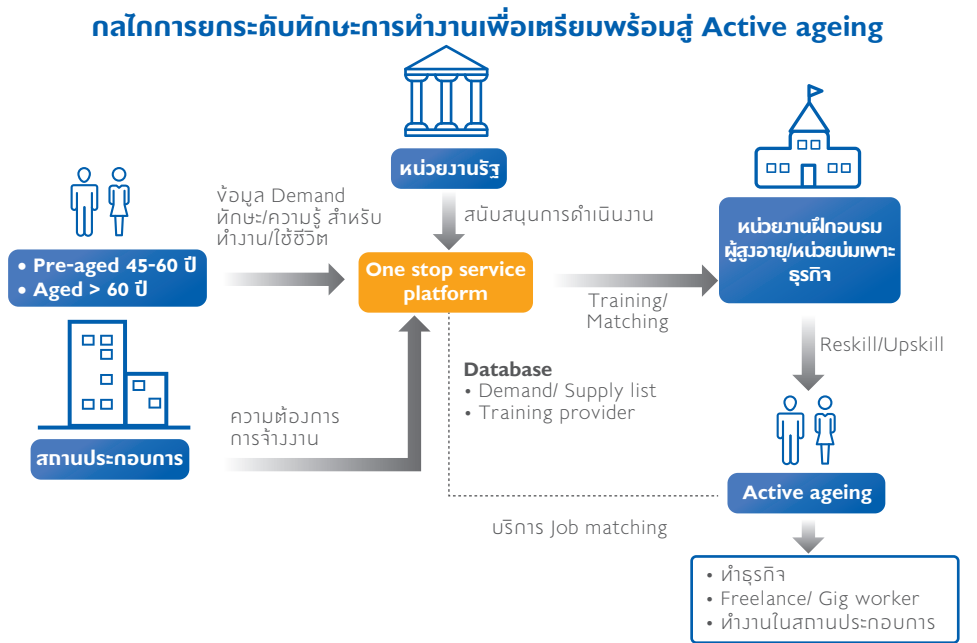 กลไกการยกระดับทักษะการทำงานเพื่อเตรียมพร้อมสู่ Active ageing
หน่วยงานรัฐ
ข้อมูล Demand
ทักษะ/ความรู้ สำหรับ
ทำงาน/ใช้ชีวิต
สนับสนุนการดำเนินงาน
• Pre-aged 45-60 ปี
• Aged > 60 ปี
One stop service
platform
หน่วยงานฝึกอบรม
ผู้สูงอายุ/หน่วยบ่มเพาะ
ธุรกิจ
Training/
Matching
Reskill/Upskill
Database
• Demand/ Supply list
• Training provider
ความต้องการ
การจ้างงาน
สถานประกอบการ
Active ageing
บริการ Job matching
• ทำธุรกิจ
• Freelance/ Gig worker
• ทำงานในสถานประกอบการ